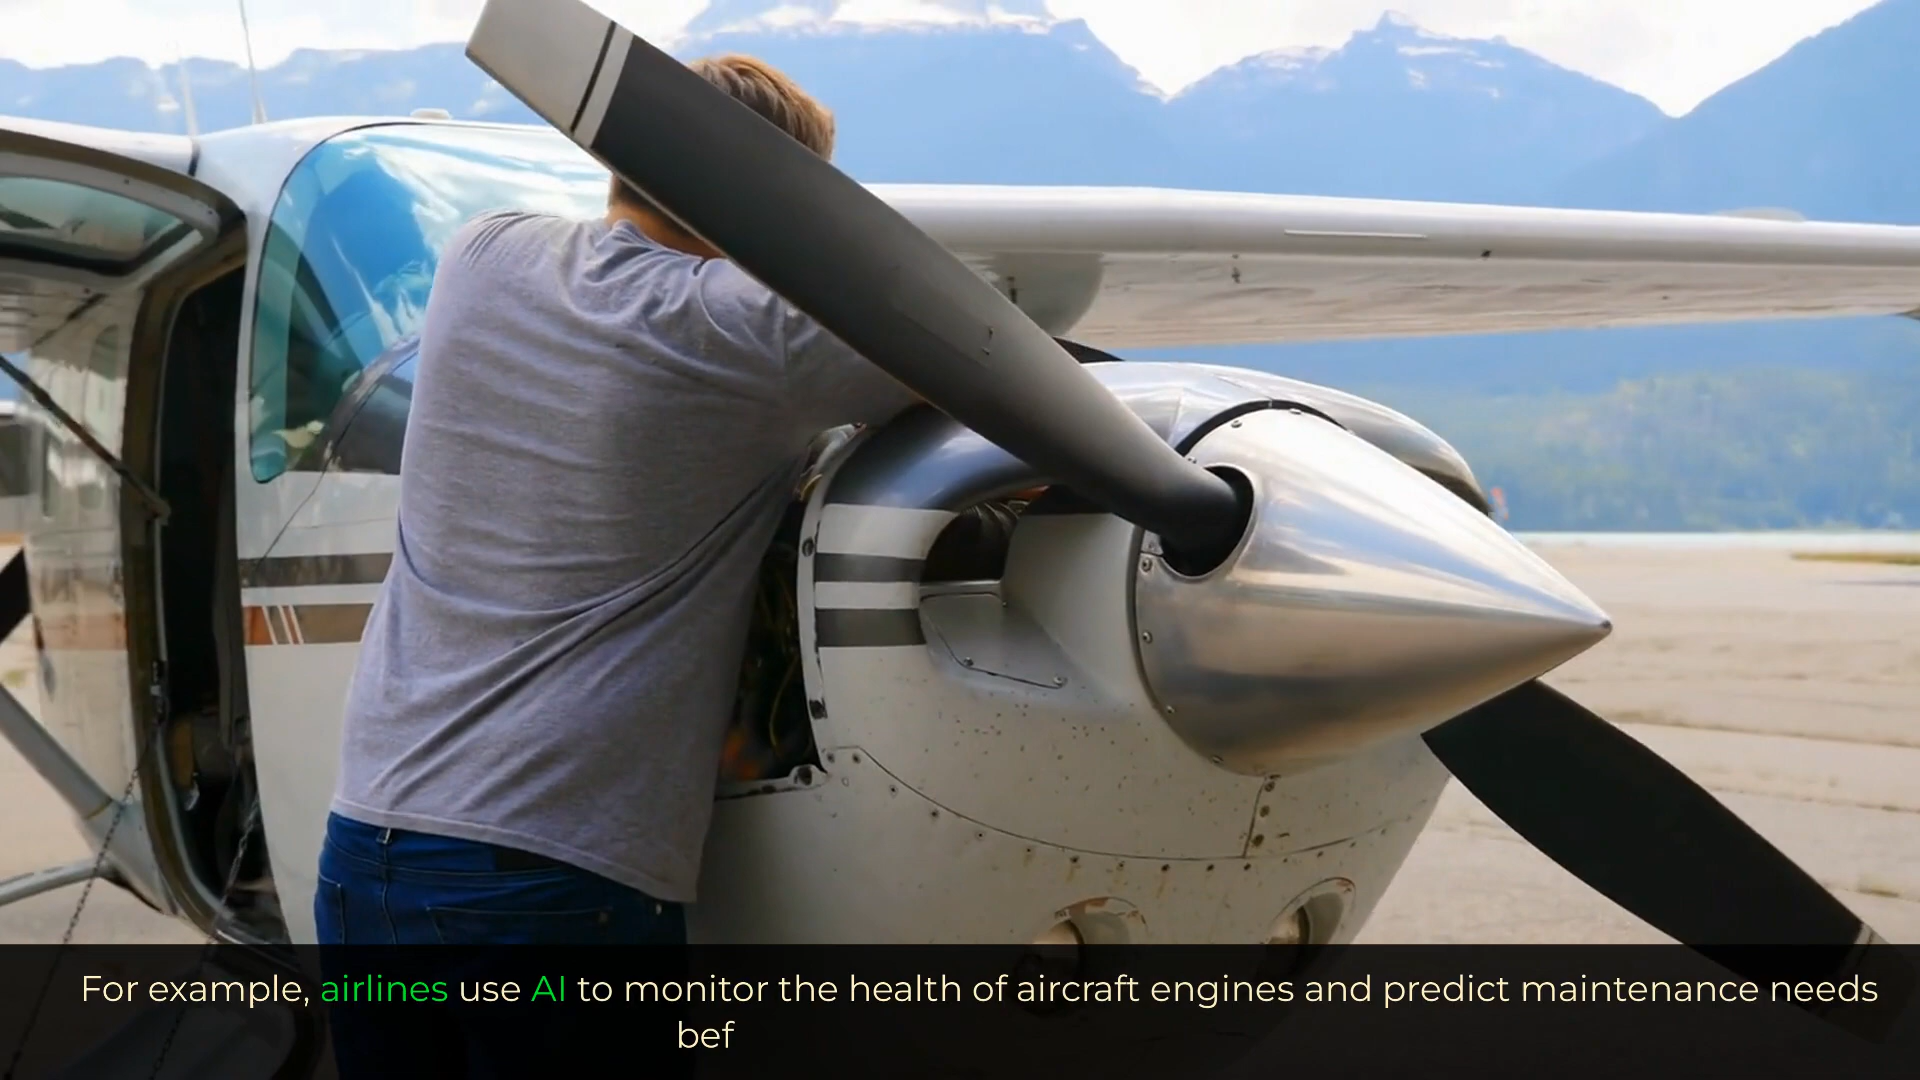 For example, airlines use AI to monitor the health of aircraft engines and predict maintenance needs
bef